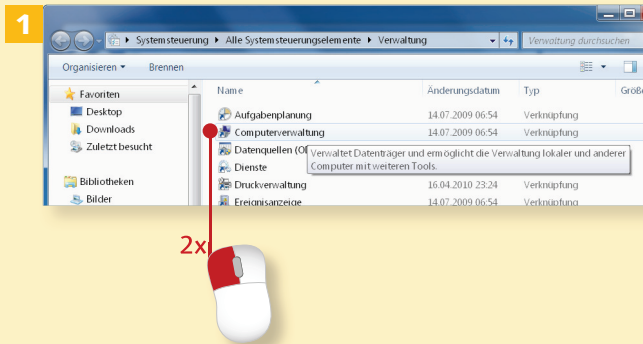 1
Systemsteuerung ▸ Alle Systemsteuerungselemente ▸ Verwaltung
Verwaltung durchsuchen
Organisieren ▾ Brennen
Favoriten
Desktop
Downloads
Zuletzt besucht
Bibliotheken
Bilder
Name Änderungsdatum Typ Größe
Aufgabenplanung 14.07.2009 06:54 Verknüpfung
Computerverwaltung 14.07.2009 06:54 Verknüpfung
Datenquellen
Verwaltet Datenträger und ermöglicht die Verwaltung lokaler und anderer
Computer mit weiteren Tools.
Dienste
Druckverwaltung 16.04.2010 23:24 Verknüpfung
Ereignisanzeige 14.07.2009 06:54 Verknüpfung
2x